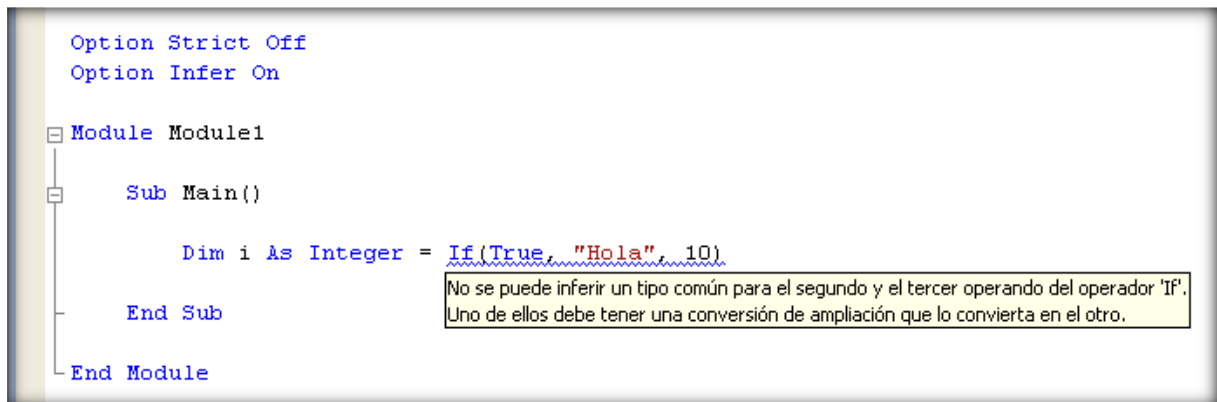 Option Strict Off
Option Infer On
Module Module1
Sub Main()
Dim i As Integer = If(True, "Hola", 10)
No se puede inferir un tipo común para el segundo y el tercer operando del operador 'If'.
Uno de ellos debe tener una conversión de ampliación que lo convierta en el otro.
End Sub
End Module